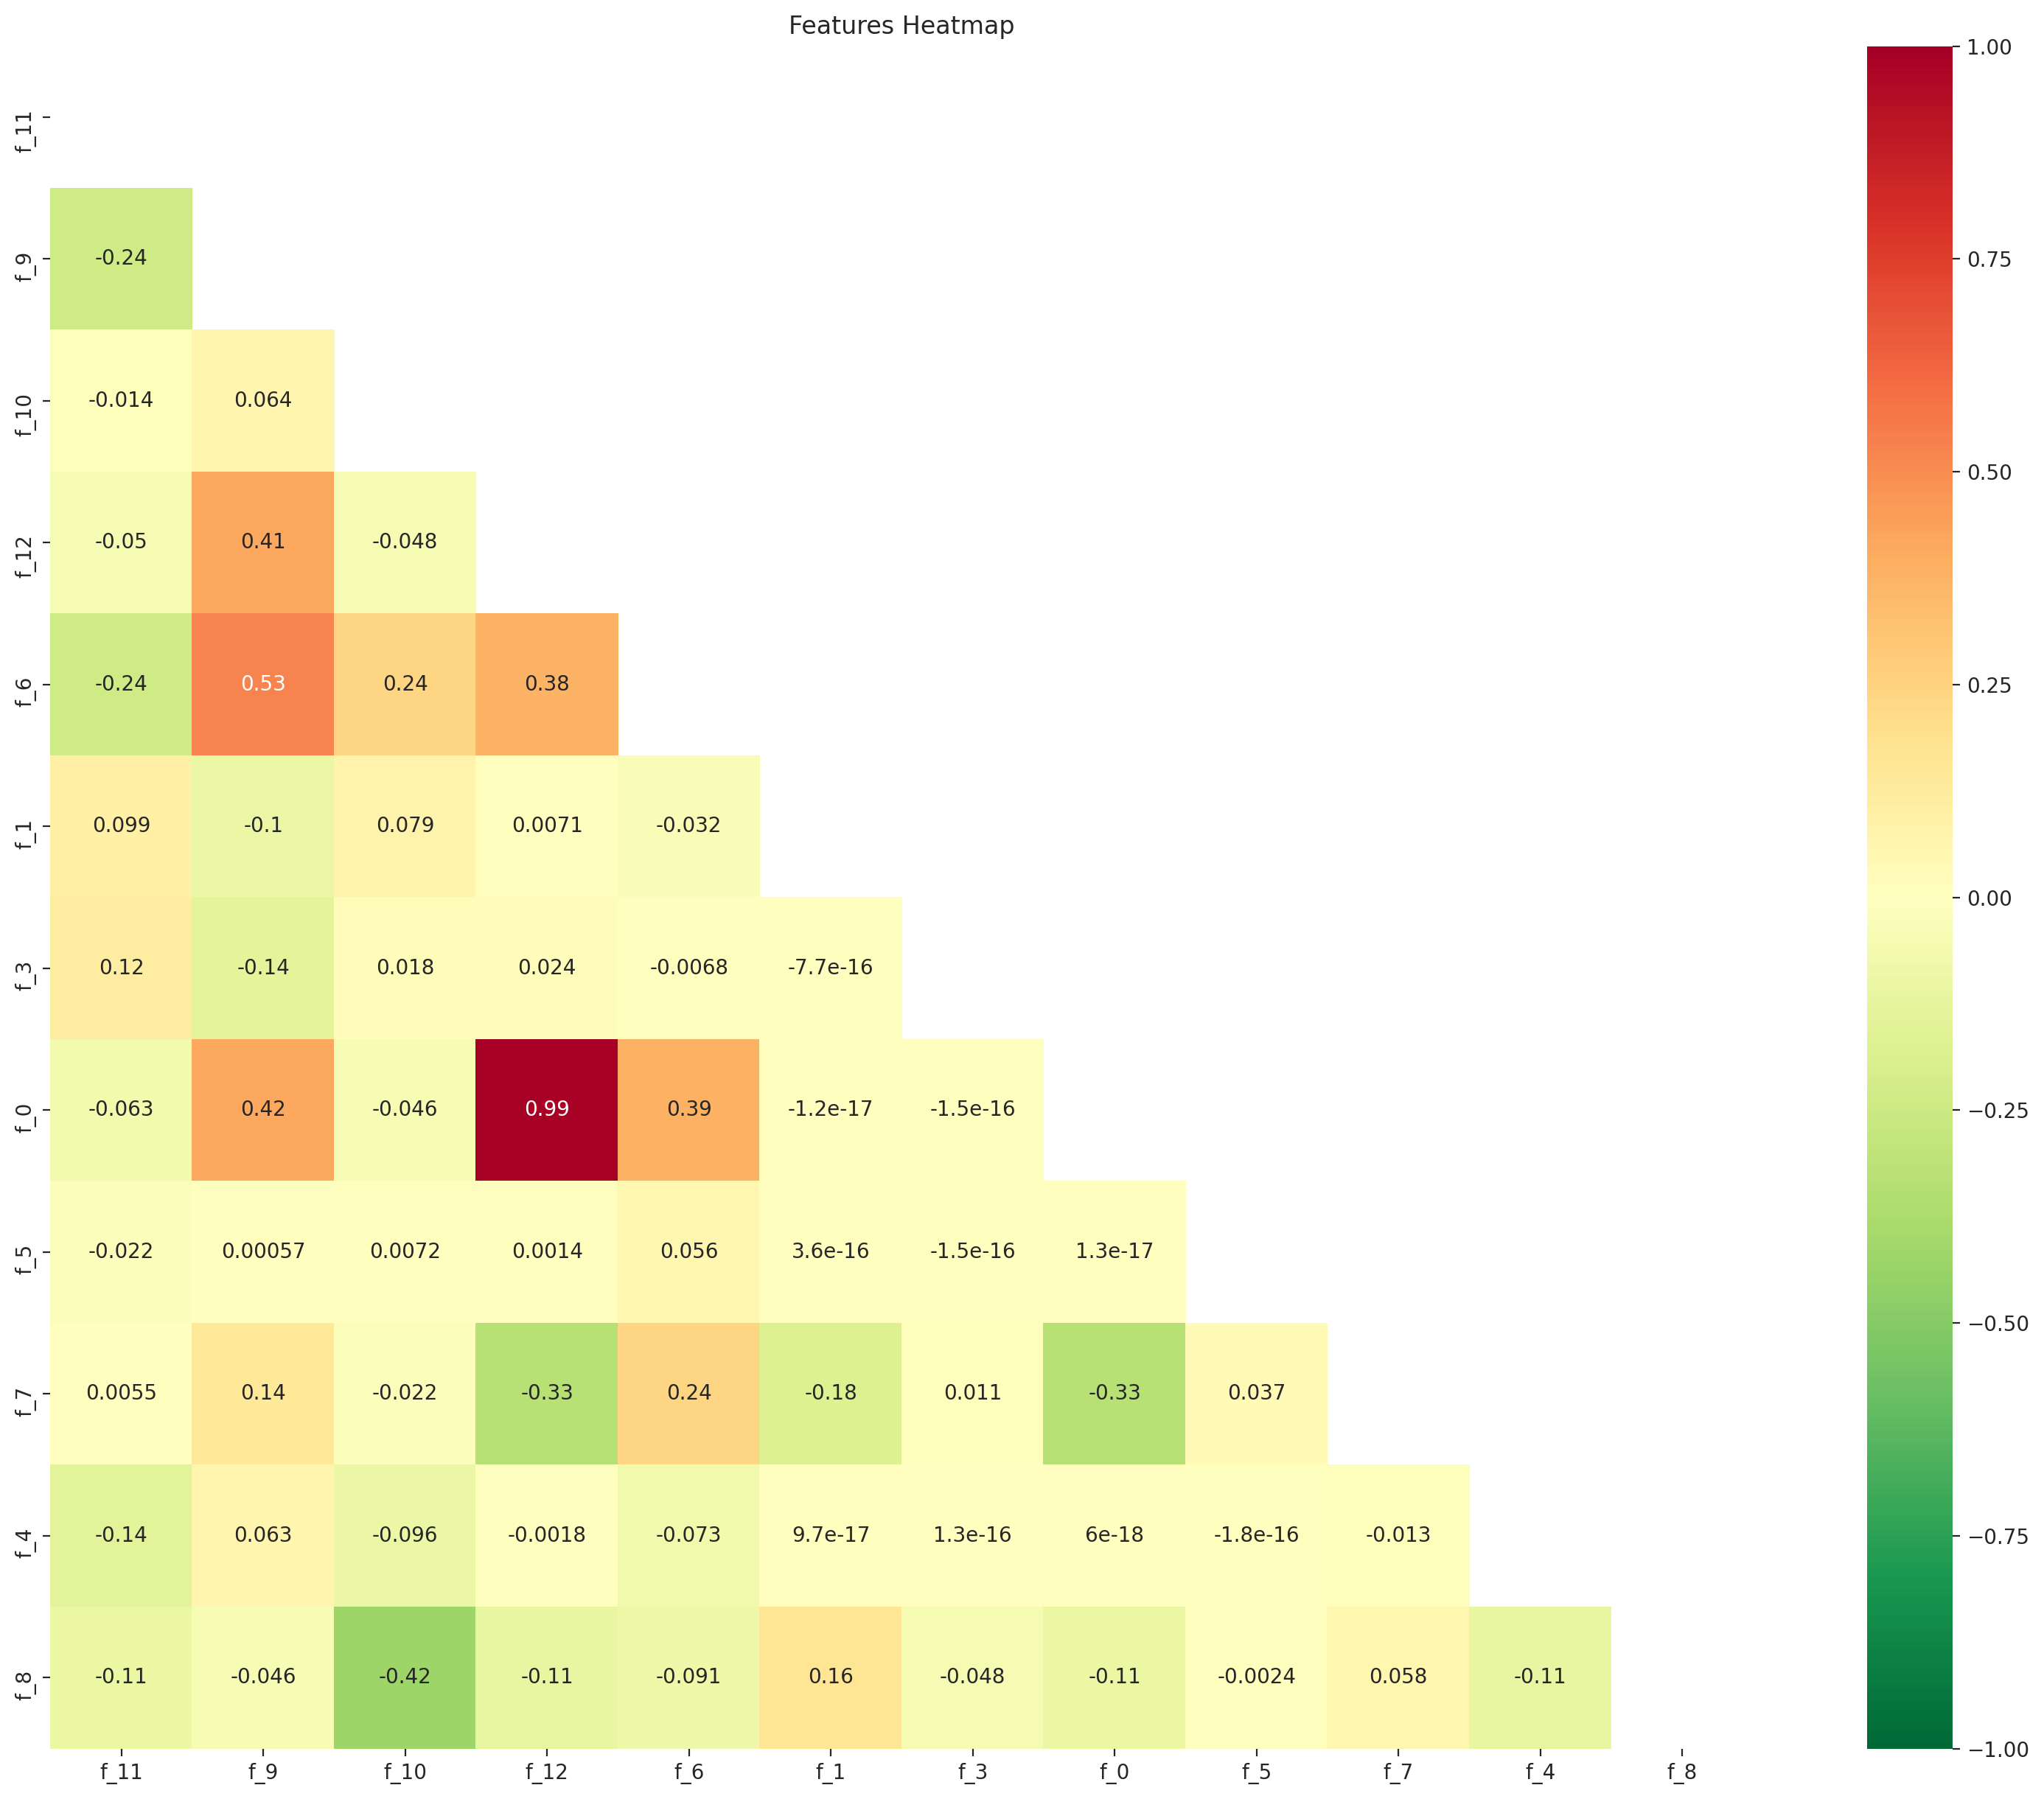 Features Heatmap
f_11
f_9 -0.24
f_10 -0.014 0.064
f_12 -0.05 0.41 -0.048
f_6 -0.24 0.53 0.24 0.38
f_1 0.099 -0.1 0.079 0.0071 -0.032
f_3 0.12 -0.14 0.018 0.024 -0.0068 -7.7e-16
f_0 -0.063 0.42 -0.046 0.99 0.39 -1.2e-17 -1.5e-16
f_5 -0.022 0.00057 0.0072 0.0014 0.056 3.6e-16 -1.5e-16 1.3e-17
f_7 0.0055 0.14 -0.022 -0.33 0.24 -0.18 0.011 -0.33 0.037
f_4 -0.14 0.063 -0.096 -0.0018 -0.073 9.7e-17 1.3e-16 6e-18 -1.8e-16 -0.013
f_8 -0.11 -0.046 -0.42 -0.11 -0.091 0.16 -0.048 -0.11 -0.0024 0.058 -0.11
f_11 f_9 f_10 f_12 f_6 f_1 f_3 f_0 f_5 f_7 f_4 f_8
1.00
0.75
0.50
0.25
0.00
−0.25
−0.50
−0.75
−1.00